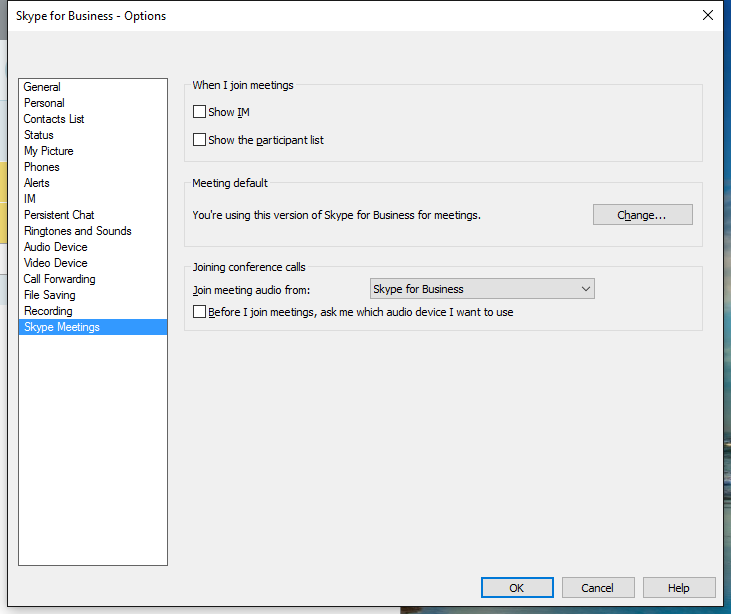 Skype for Business - Options
General
Personal
Contacts List
Status
My Picture
Phones
Alerts
IM
Persistent Chat
Ringtones and Sounds
Audio Device
Video Device
Call Forwarding
File Saving
Recording
Skype Meetings
When I join meetings
Show IM
Show the participant list
Meeting default
You're using this version of Skype for Business for meetings.
Change...
Joining conference calls
Join meeting audio from:
Skype for Business
Before I join meetings, ask me which audio device I want to use
OK
Cancel
Help